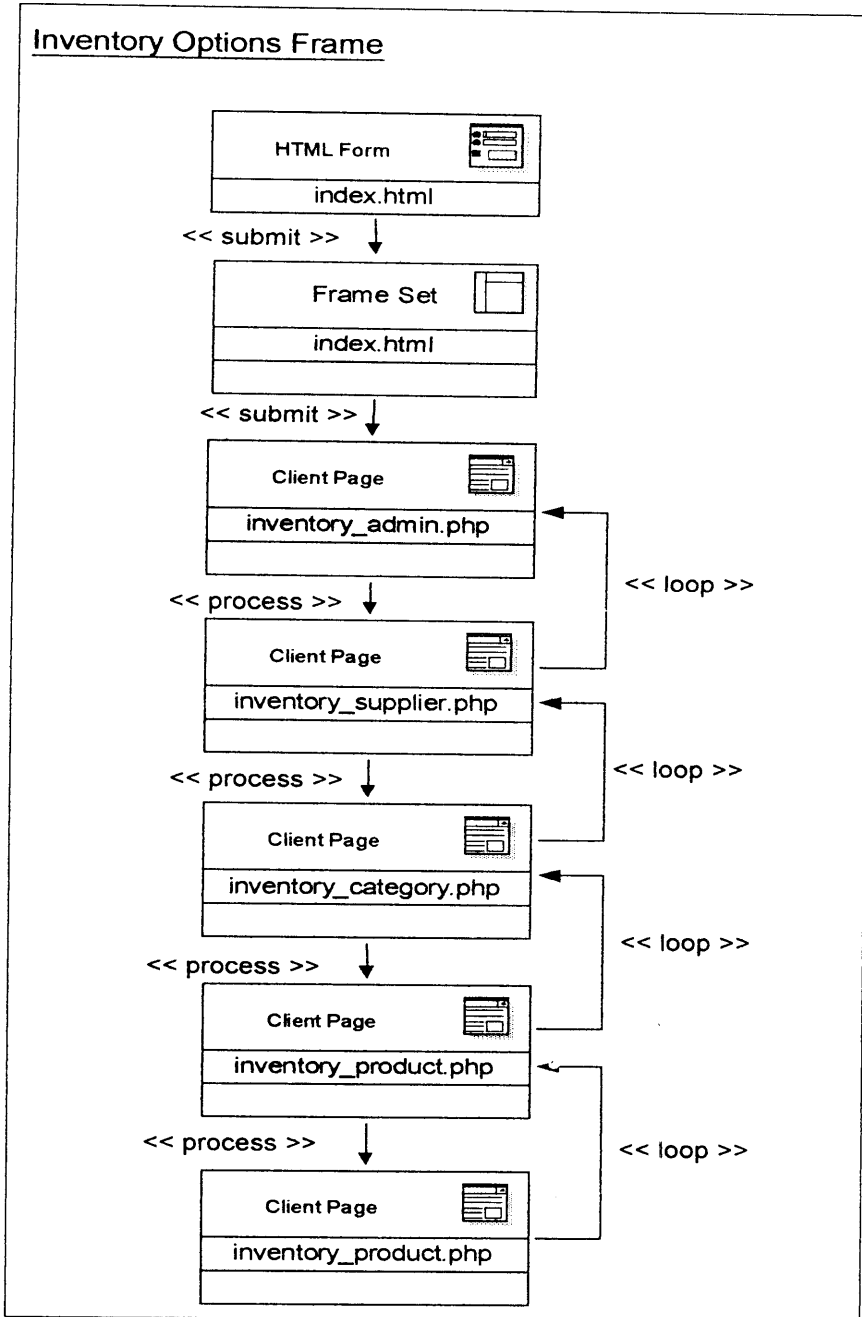 Inventory Options Frame
HTML Form
index.html
<< submit >>
Frame Set
index.html
<< submit >>
Client Page
inventory_admin.php
<< loop >>
<< process >>
Client Page
inventory_supplier.php
<< loop >>
<< process >>
Client Page
inventory_category.php
<< loop >>
<< process >>
Client Page
inventory_product.php
<< process >>
<< loop >>
Client Page
inventory_product.php